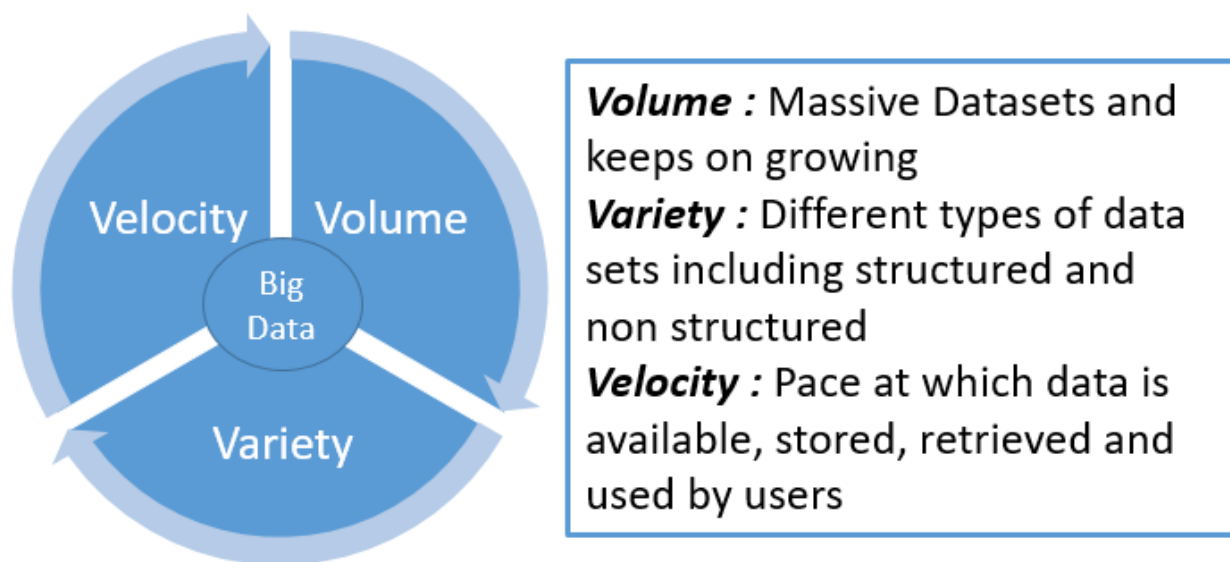 Velocity
Volume
Big
Data
Variety
Volume : Massive Datasets and
keeps on growing
Variety : Different types of data
sets including structured and
non structured
Velocity : Pace at which data is
available, stored, retrieved and
used by users